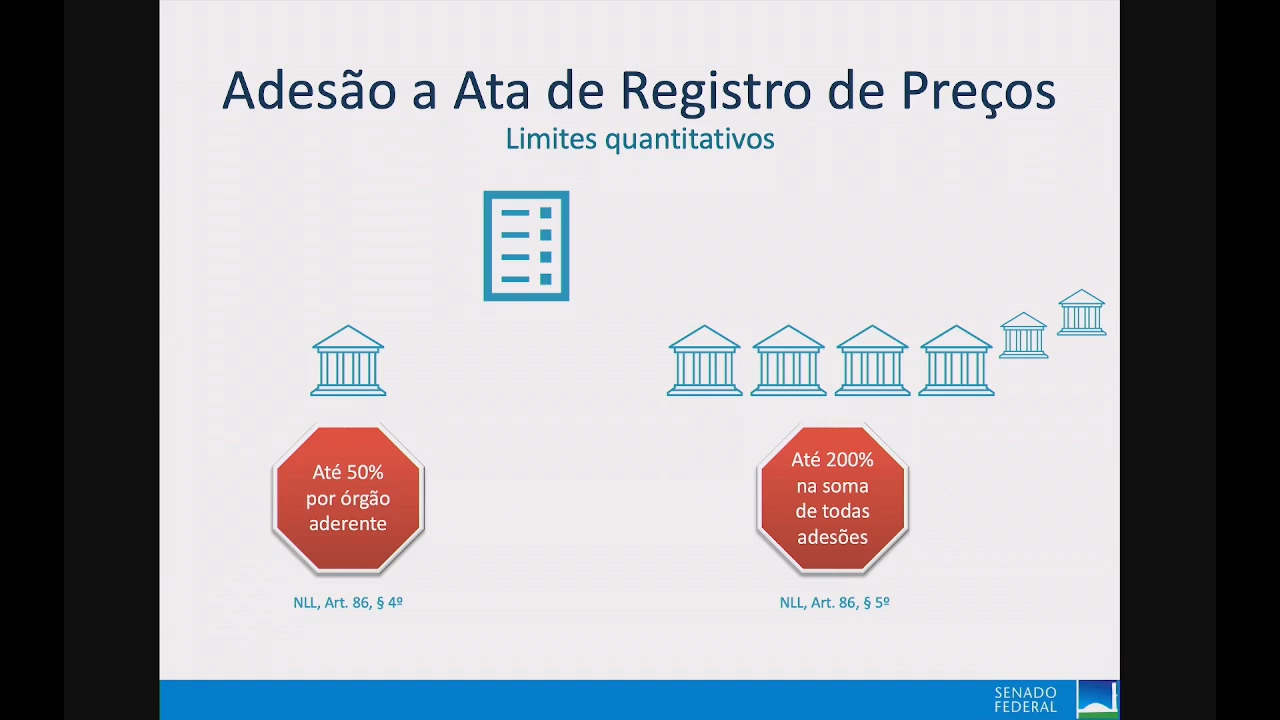 Adesão a Ata de Registro de Preços
Limites quantitativos
Até 50%
por órgão
aderente
NLL, Art. 86, § 4º
Até 200%
na soma
de todas
adesões
NLL, Art. 86, § 5º
SENADO
FEDERAL